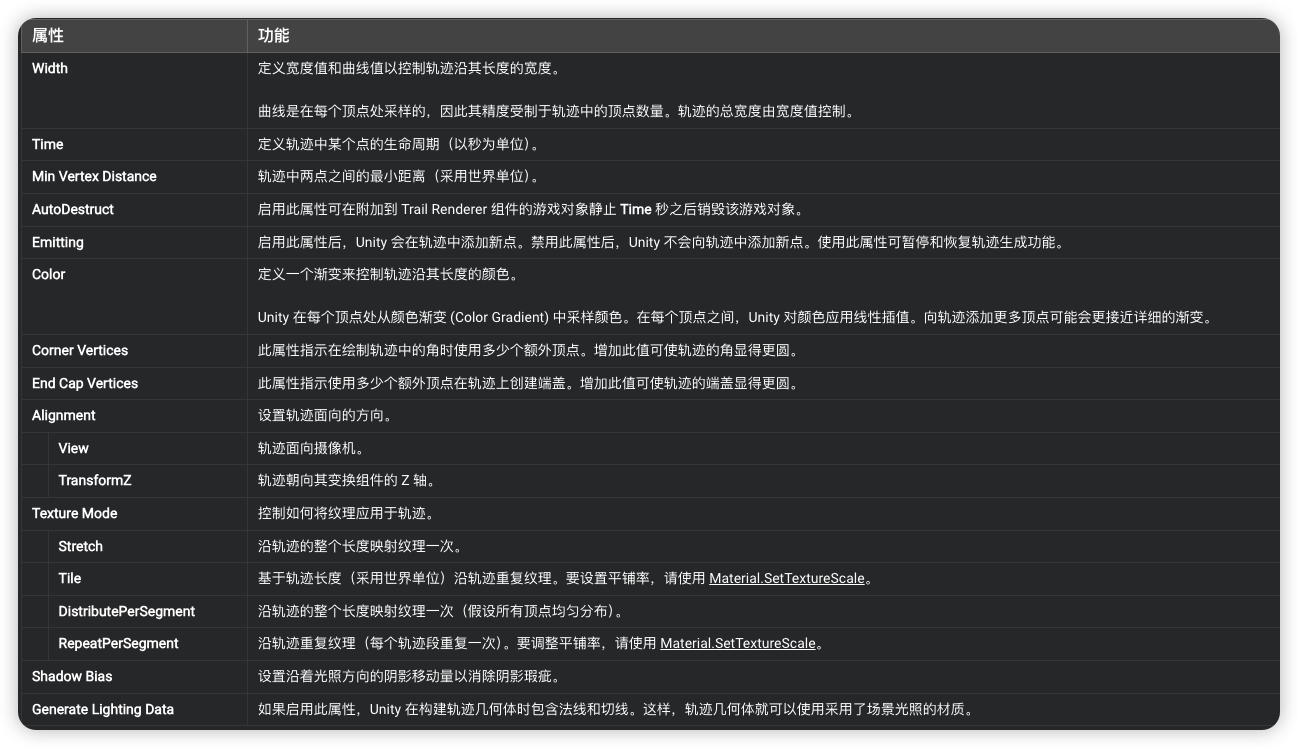 属性 功能
Width 定义宽度值和曲线值以控制轨迹沿其长度的宽度。
曲线是在每个顶点处采样的，因此其精度受制于轨迹中的顶点数量。轨迹的总宽度由宽度值控制。
Time 定义轨迹中某个点的生命周期（以秒为单位）。
Min Vertex Distance 轨迹中两点之间的最小距离（采用世界单位）。
AutoDestruct 启用此属性可在附加到 Trail Renderer 组件的游戏对象静止 Time 秒之后销毁该游戏对象。
Emitting 启用此属性后，Unity 会在轨迹中添加新点。禁用此属性后，Unity 不会向轨迹中添加新点。使用此属性可暂停和恢复轨迹生成功能。
Color 定义一个渐变来控制轨迹沿其长度的颜色。
Unity 在每个顶点处从颜色渐变 (Color Gradient) 中采样颜色。在每个顶点之间，Unity 对颜色应用线性插值。向轨迹添加更多顶点可能会更接近详细的渐变。
Corner Vertices 此属性指示在绘制轨迹中的角时使用多少个额外顶点。增加此值可使轨迹的角显得更圆。
End Cap Vertices 此属性指示使用多少个额外顶点在轨迹上创建端盖。增加此值可使轨迹的端盖显得更圆。
Alignment 设置轨迹面向的方向。
View 轨迹面向摄像机。
TransformZ 轨迹朝向其变换组件的 Z 轴。
Texture Mode 控制如何将纹理应用于轨迹。
Stretch 沿轨迹的整个长度映射纹理一次。
Tile 基于轨迹长度（采用世界单位）沿轨迹重复纹理。要设置平铺率，请使用 Material.SetTextureScale。
DistributePerSegment 沿轨迹的整个长度映射纹理一次（假设所有顶点均匀分布）。
RepeatPerSegment 沿轨迹重复纹理（每个轨迹段重复一次）。要调整平铺率，请使用 Material.SetTextureScale。
Shadow Bias 设置沿着光照方向的阴影移动量以消除阴影瑕疵。
Generate Lighting Data 如果启用此属性，Unity 在构建轨迹几何体时包含法线和切线。这样，轨迹几何体就可以使用采用了场景光照的材质。